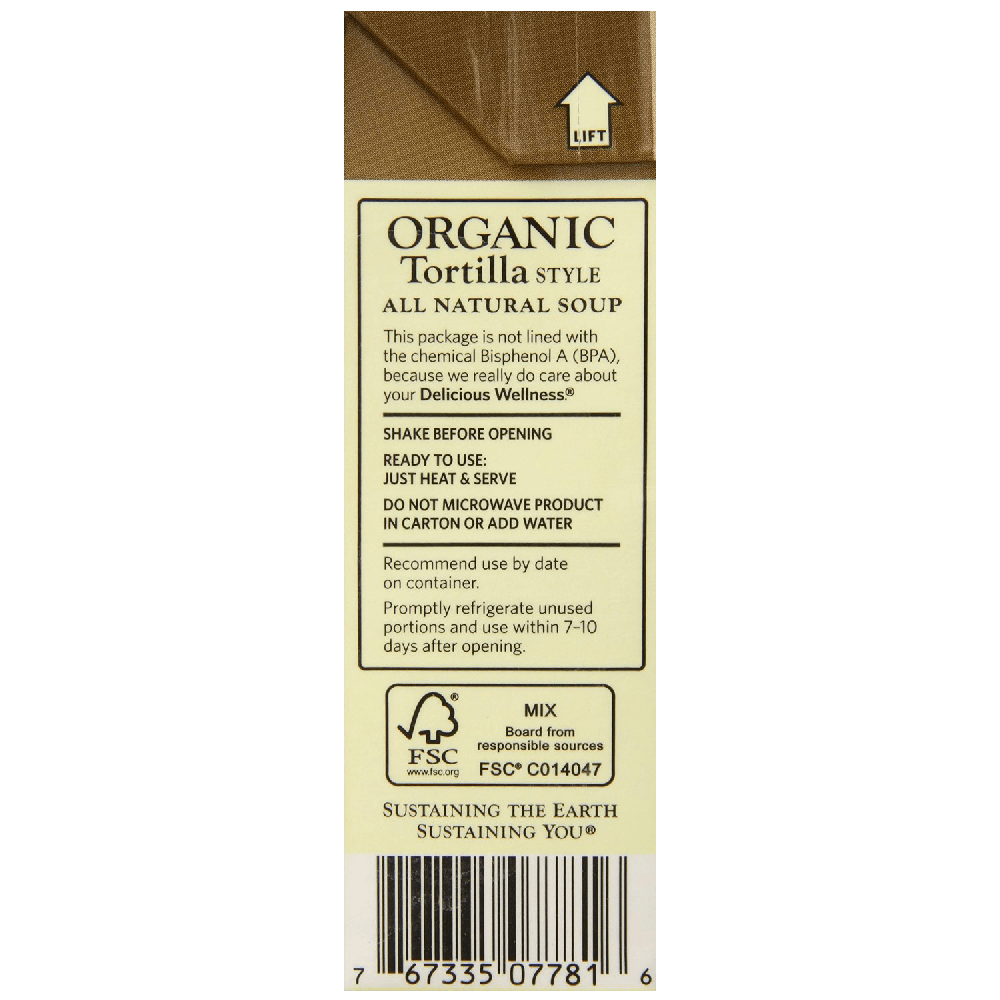 LIFT
ORGANIC
Tortilla STYLE
ALL NATURAL SOUP
This package is not lined with
the chemical Bisphenol A (BPA),
because we really do care about
your Delicious Wellness.®
SHAKE BEFORE OPENING
READY TO USE:
JUST HEAT & SERVE
DO NOT MICROWAVE PRODUCT
IN CARTON OR ADD WATER
Recommend use by date
on container.
Promptly refrigerate unused
portions and use within 7–10
days after opening.
®
FSC
www.fsc.org
MIX
Board from
responsible sources
FSC® C014047
SUSTAINING THE EARTH
SUSTAINING YOU®
7 67335 07781 6